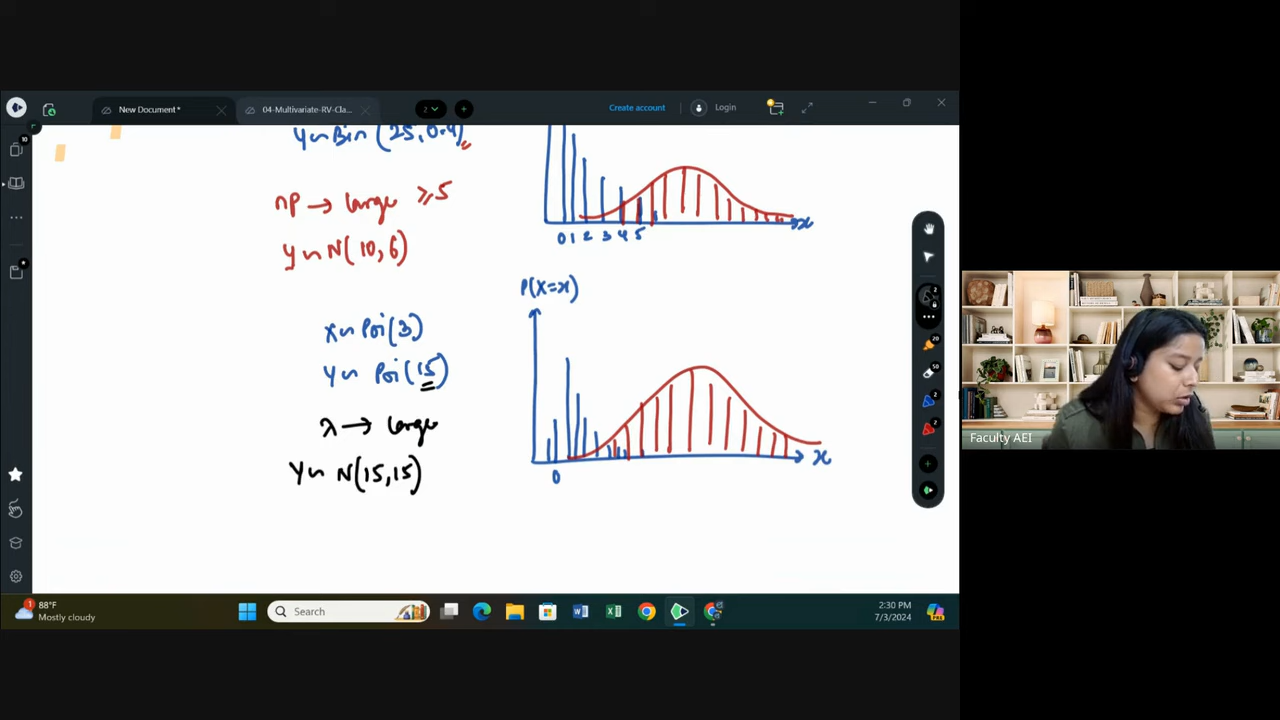 New Document*
04-Multivariate-RV-Cla...
2
Create account
Login
Y~Bin (25, 0.4)
np → large ≥5
Y~N(10,6)
0 1 2 3 4 5
x
P(X=x)
X~Poi(3)
Y~ Poi(15)
λ → large
Y~ N(15,15)
0
x
Faculty AEI
88°F
Mostly cloudy
Search
2:30 PM
7/3/2024